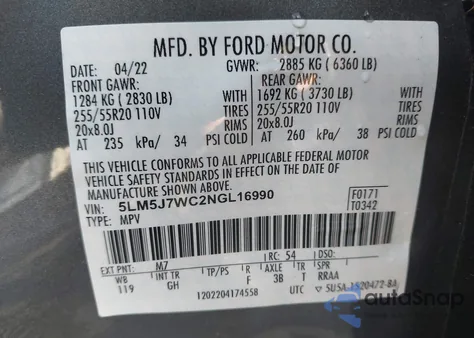 MFD. BY FORD MOTOR CO.
DATE: 04/22 GVWR: 2885 KG ( 6360 LB)
FRONT GAWR: REAR GAWR:
1284 KG ( 2830 LB) WITH 1692 KG ( 3730 LB) WITH
255/55R20 110V TIRES 255/55R20 110V TIRES
20x8.0J RIMS 20x8.0J RIMS
AT 235 kPa/ 34 PSI COLD AT 260 kPa/ 38 PSI COLD
THIS VEHICLE CONFORMS TO ALL APPLICABLE FEDERAL MOTOR
VEHICLE SAFETY STANDARDS IN EFFECT ON THE DATE OF
MANUFACTURE SHOWN ABOVE.
VIN: 5LM5J7WC2NGL16990 F0171
TYPE: MPV T0342
EXT PNT: M7 RC: 54 DSO:
WB INT TR TP/PS R AXLE TR SPR
119 GH F 3B T RRAA
12022041 74558 UTC 5U5A-1520472-BA
autoSnap